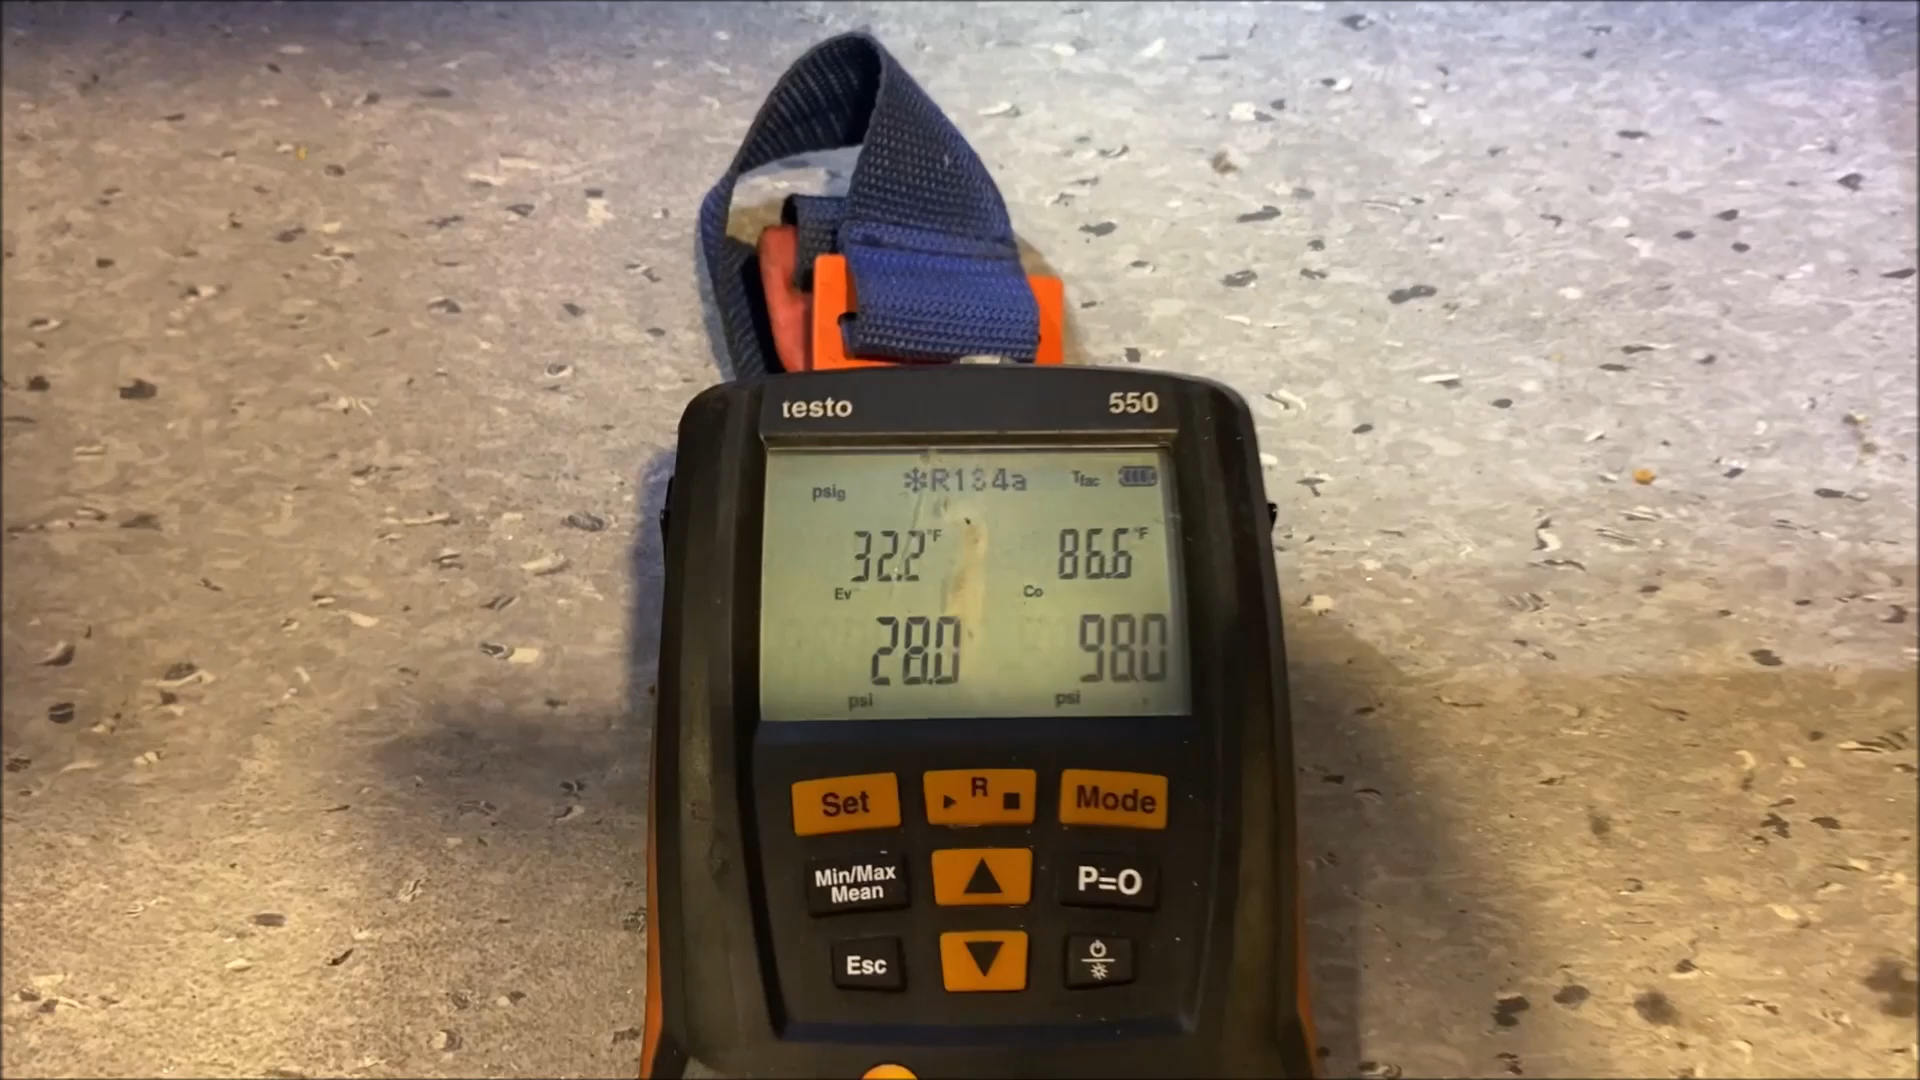 testo 550
psig ❄R134a Tfac
32.2°F 86.6°F
Ev Co
28.0 98.0
psi psi
Set ▶ R ■ Mode
Min/Max
Mean
▲ P=O
Esc ▼